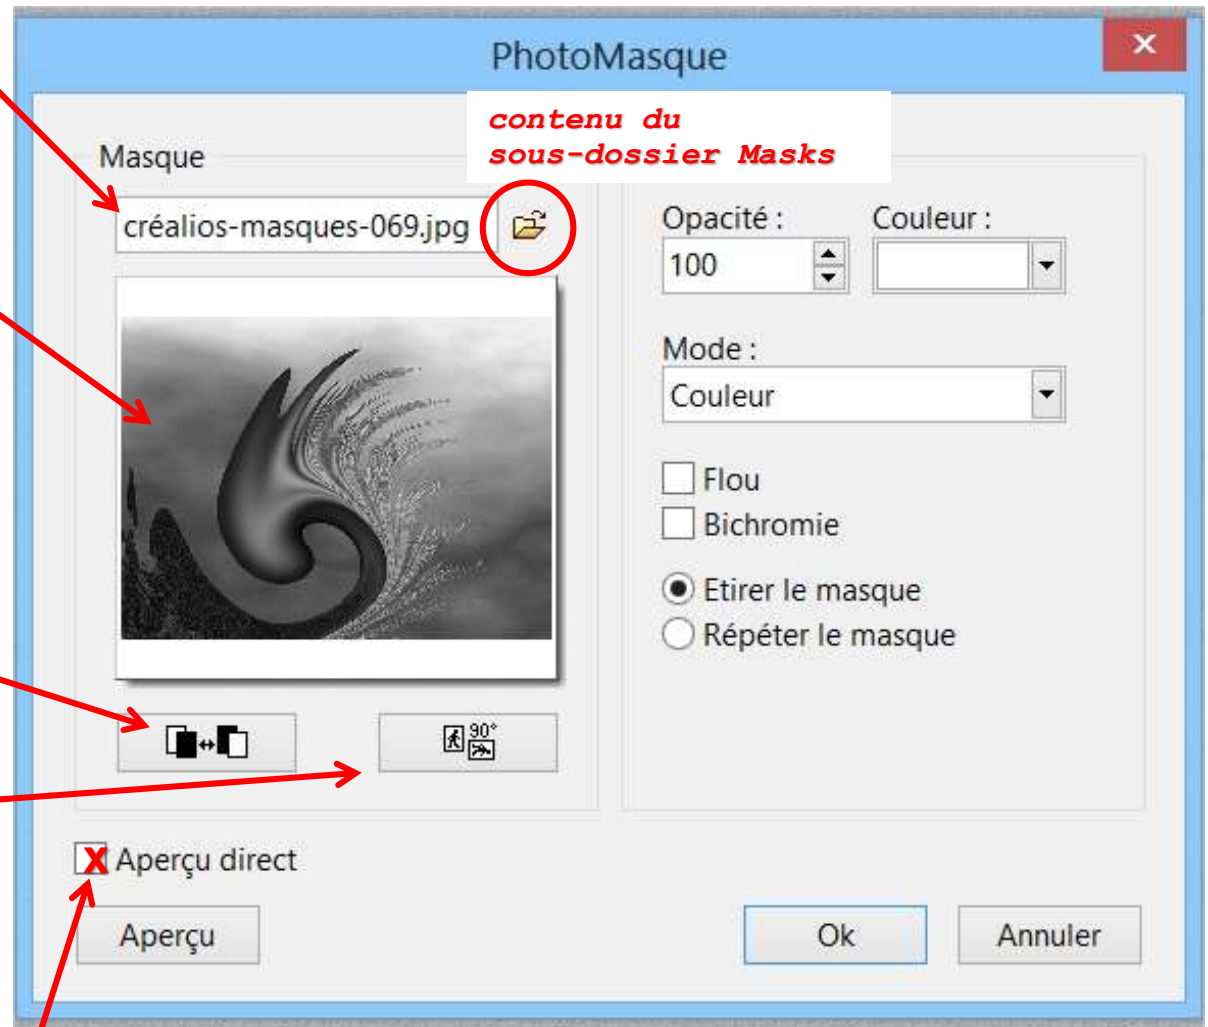 PhotoMasque
contenu du
sous-dossier Masks
Masque
créalios-masques-069.jpg
Opacité :
Couleur :
100
Mode :
Couleur
Flou
Bichromie
Etirer le masque
Répéter le masque
90°
X Aperçu direct
Aperçu
Ok
Annuler